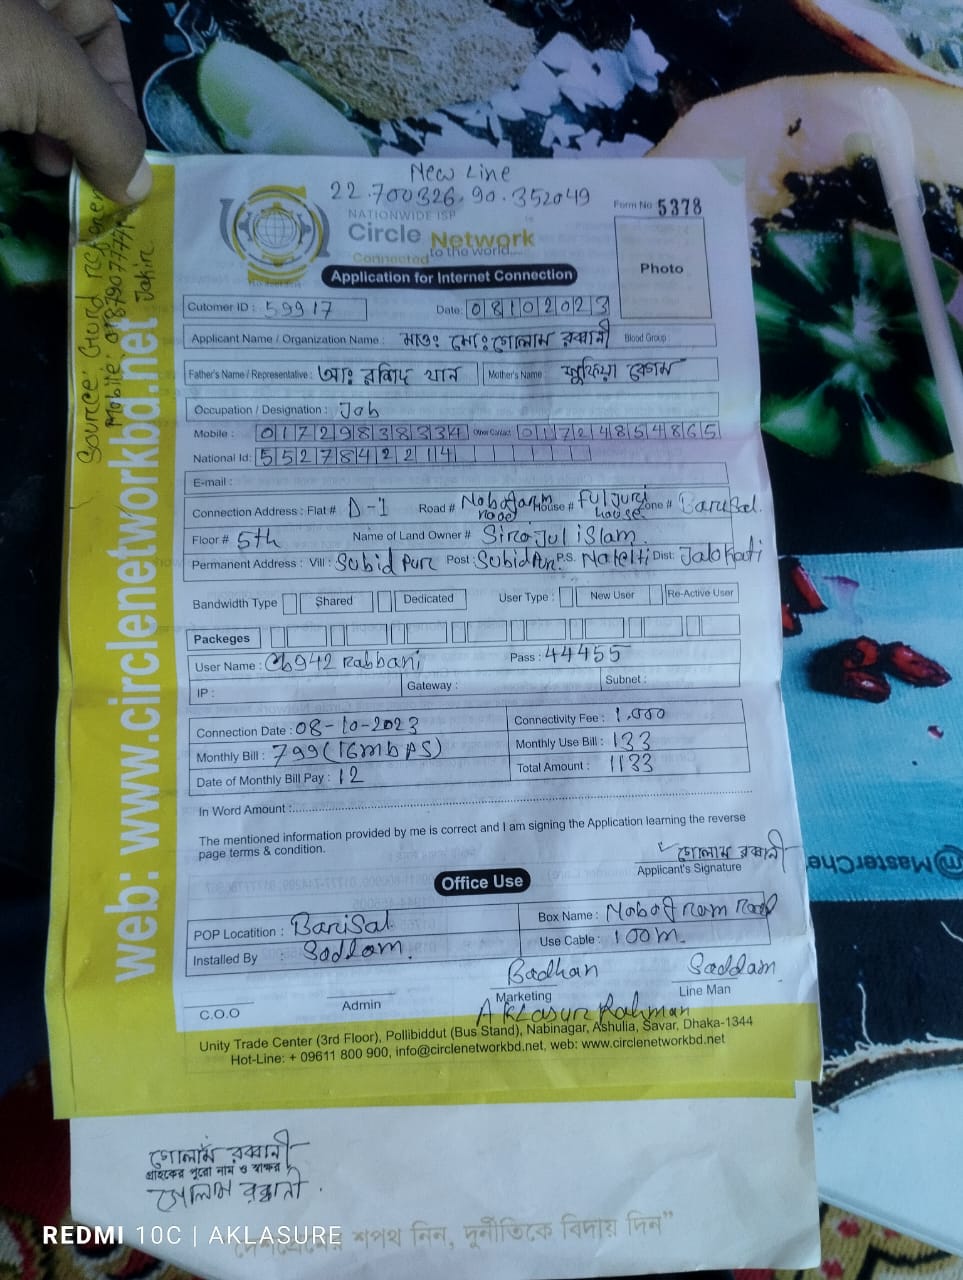 New Line
22.700326, 90.352049
NATIONWIDE ISP
Circle Network
Connected to the world....
Form No 5378
Photo
Application for Internet Connection
Cutomer ID : 59917 Date: 08102023
Applicant Name / Organization Name : মোঃ গোলাম রব্বানী Blood Group :
Father's Name / Representative : আঃ রশিদ খান Mother's Name : সুফিয়া বেগম
Occupation / Designation : Job
Mobile : 01729838334 Other Contact 01724854865
National Id: 5527842214
E-mail :
Connection Address : Flat # D-1 Road # Nobogram road House # Fuljuri house Zone # Barisal.
Floor # 5th Name of Land Owner # Sirajul islam.
Permanent Address : Vill : Subid Pur Post : Subid Pur P.S. Dist: Jalokati
Bandwidth Type Shared Dedicated User Type : New User Re-Active User
Packeges
User Name : Cb942 Rabbani Pass : 44455
IP : Gateway : Subnet :
Connection Date : 08-10-2023 Connectivity Fee : 1.000
Monthly Bill : 799 (16mbps) Monthly Use Bill : 133
Date of Monthly Bill Pay : 12 Total Amount : 1133
In Word Amount :
The mentioned information provided by me is correct and I am signing the Application learning the reverse
page terms & condition.
গোলাম রব্বানী
Applicant's Signature
Office Use
POP Locatition : Barisal Box Name : Nobogram Road
Installed By : Saddam. Use Cable : 100m.
Badhan Saddam
C.O.O Admin Marketing Line Man
Aklasur Rahman
Unity Trade Center (3rd Floor), Pollibiddut (Bus Stand), Nabinagar, Ashulia, Savar, Dhaka-1344
Hot-Line: + 09611 800 900, info@circlenetworkbd.net, web: www.circlenetworkbd.net
web: www.circlenetworkbd.net
Source:
Mobile:
গোলাম রব্বানী
গ্রাহকের পুরো নাম ও স্বাক্ষর
গোলাম রব্বানী.
শপথ নিন, দুর্নীতিকে বিদায় দিন"
MasterChef
REDMI 10C | AKLASURE